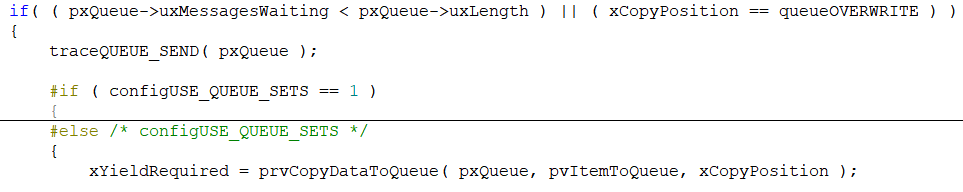 if( ( pxQueue->uxMessagesWaiting < pxQueue->uxLength ) || ( xCopyPosition == queueOVERWRITE ) )
{
traceQUEUE_SEND( pxQueue );
#if ( configUSE_QUEUE_SETS == 1 )
{
#else /* configUSE_QUEUE_SETS */
{
xYieldRequired = prvCopyDataToQueue( pxQueue, pvItemToQueue, xCopyPosition );